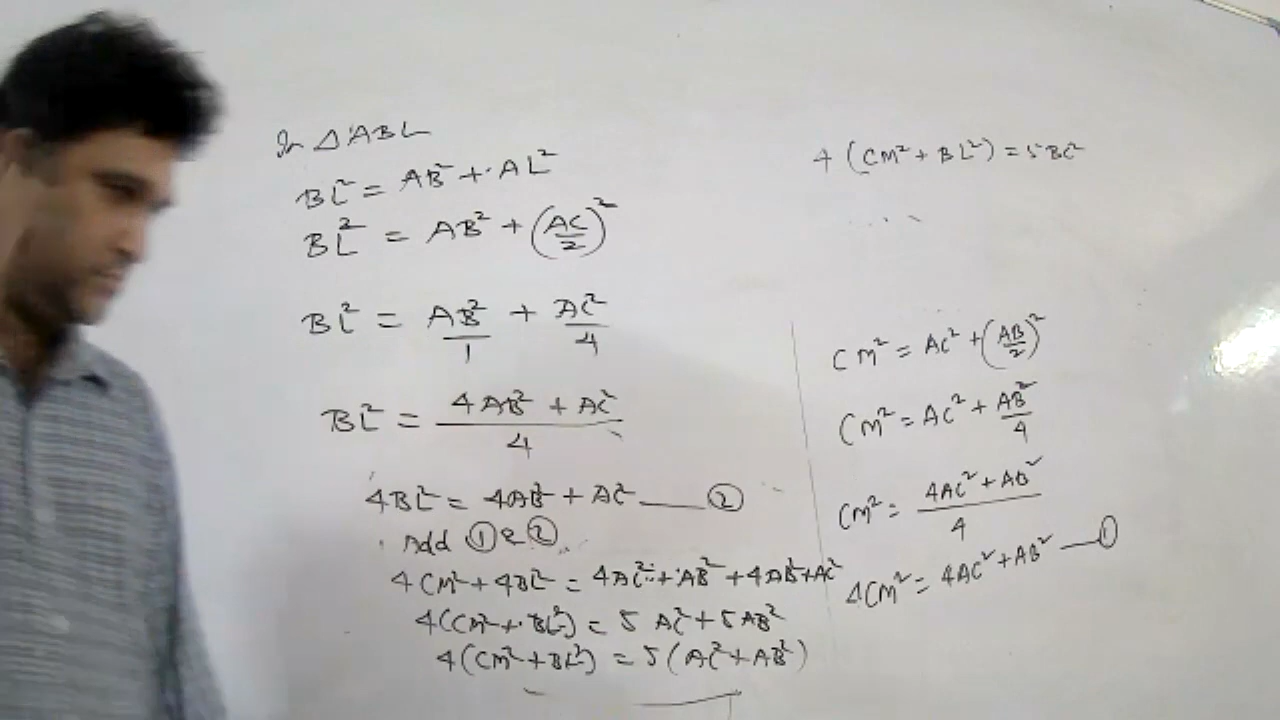 In △ABL
BL² = AB² + AL²
BL² = AB² + (AC/2)²
BL² = AB²/1 + AC²/4
BL² = (4AB² + AC²)/4
4BL² = 4AB² + AC² —— ②
Add ① & ②
4CM² + 4BL² = 4AC² + AB² + 4AB² + AC²
4(CM² + BL²) = 5AC² + 5AB²
4(CM² + BL²) = 5(AC² + AB²)
4(CM² + BL²) = 5BC²
CM² = AC² + (AB/2)²
CM² = AC² + AB²/4
CM² = (4AC² + AB²)/4
4CM² = 4AC² + AB² —— ①